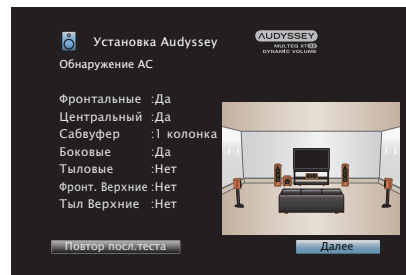 Установка Audyssey
AUDYSSEY
MULTEQ XT32
DYNAMIC VOLUME
Обнаружение АС
Фронтальные :Да
Центральный :Да
Сабвуфер :1 колонка
Боковые :Да
Тыловые :Нет
Фронт. Верхние :Нет
Тыл Верхние :Нет
Повтор посл.теста
Далее